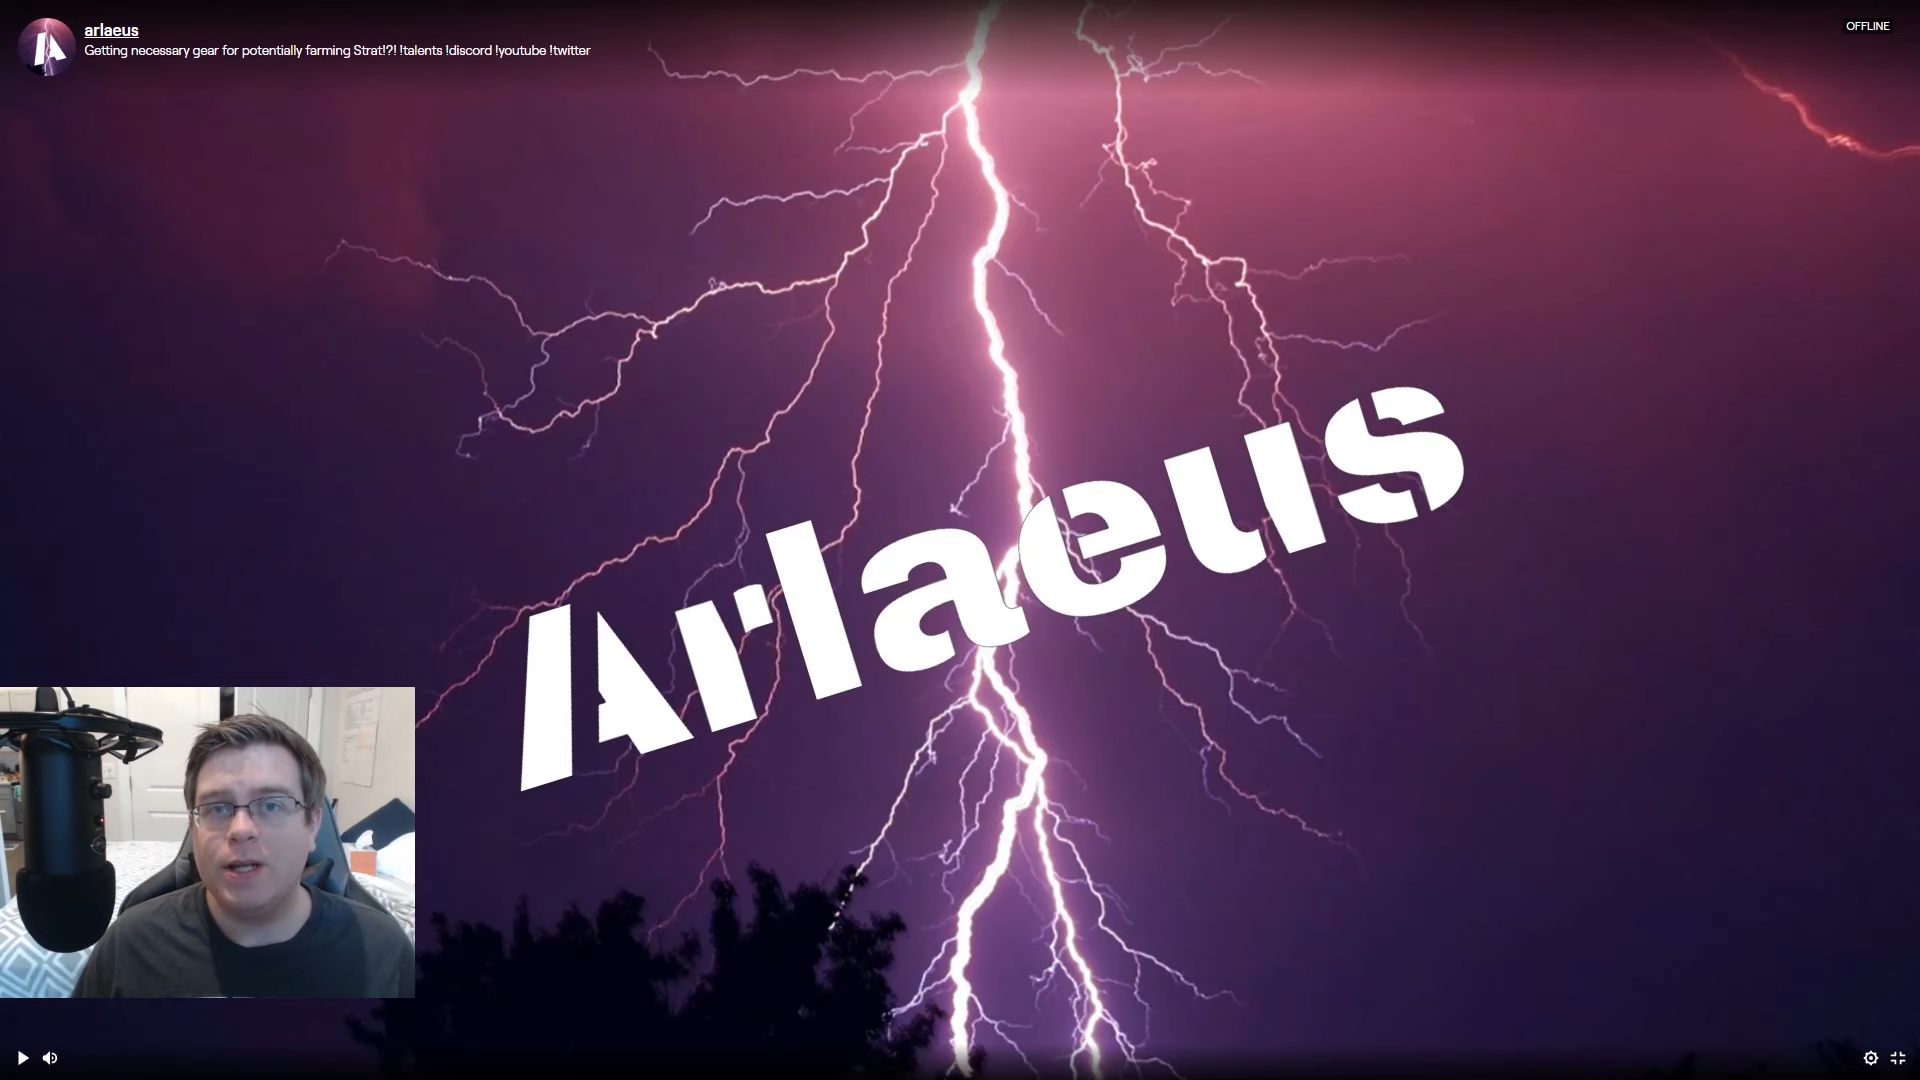 arlaeus
Getting necessary gear for potentially farming Strat!?! !talents !discord !youtube !twitter
OFFLINE
A
Arlaeus